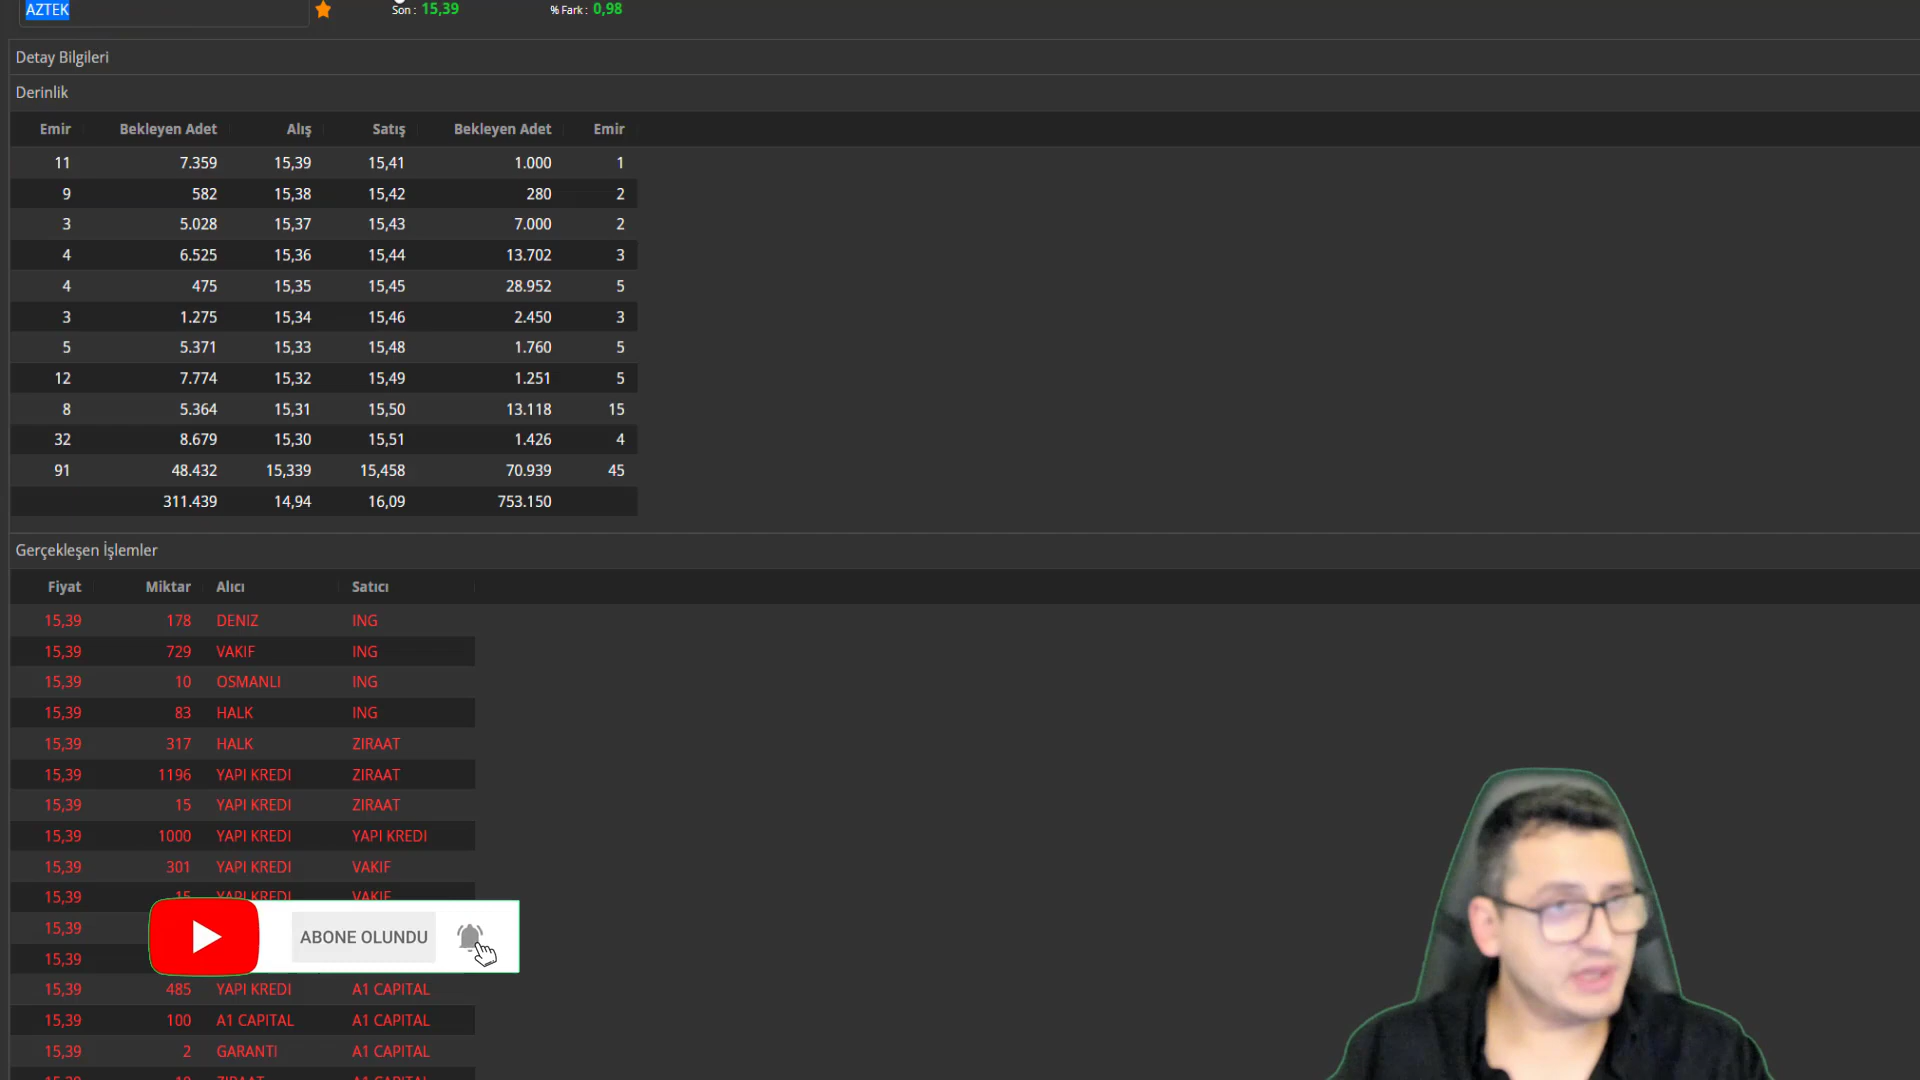 AZTEK Son : 15,39 % Fark : 0,98
Detay Bilgileri
Derinlik
Emir Bekleyen Adet Alış Satış Bekleyen Adet Emir
11 7.359 15,39 15,41 1.000 1
9 582 15,38 15,42 280 2
3 5.028 15,37 15,43 7.000 2
4 6.525 15,36 15,44 13.702 3
4 475 15,35 15,45 28.952 5
3 1.275 15,34 15,46 2.450 3
5 5.371 15,33 15,48 1.760 5
12 7.774 15,32 15,49 1.251 5
8 5.364 15,31 15,50 13.118 15
32 8.679 15,30 15,51 1.426 4
91 48.432 15,339 15,458 70.939 45
311.439 14,94 16,09 753.150
Gerçekleşen İşlemler
Fiyat Miktar Alıcı Satıcı
15,39 178 DENIZ ING
15,39 729 VAKIF ING
15,39 10 OSMANLI ING
15,39 83 HALK ING
15,39 317 HALK ZIRAAT
15,39 1196 YAPI KREDI ZIRAAT
15,39 15 YAPI KREDI ZIRAAT
15,39 1000 YAPI KREDI YAPI KREDI
15,39 301 YAPI KREDI VAKIF
15,39 15 YAPI KREDI VAKIF
15,39
ABONE OLUNDU
15,39
15,39 485 YAPI KREDI A1 CAPITAL
15,39 100 A1 CAPITAL A1 CAPITAL
15,39 2 GARANTI A1 CAPITAL
15,39 10 ZIRAAT A1 CAPITAL